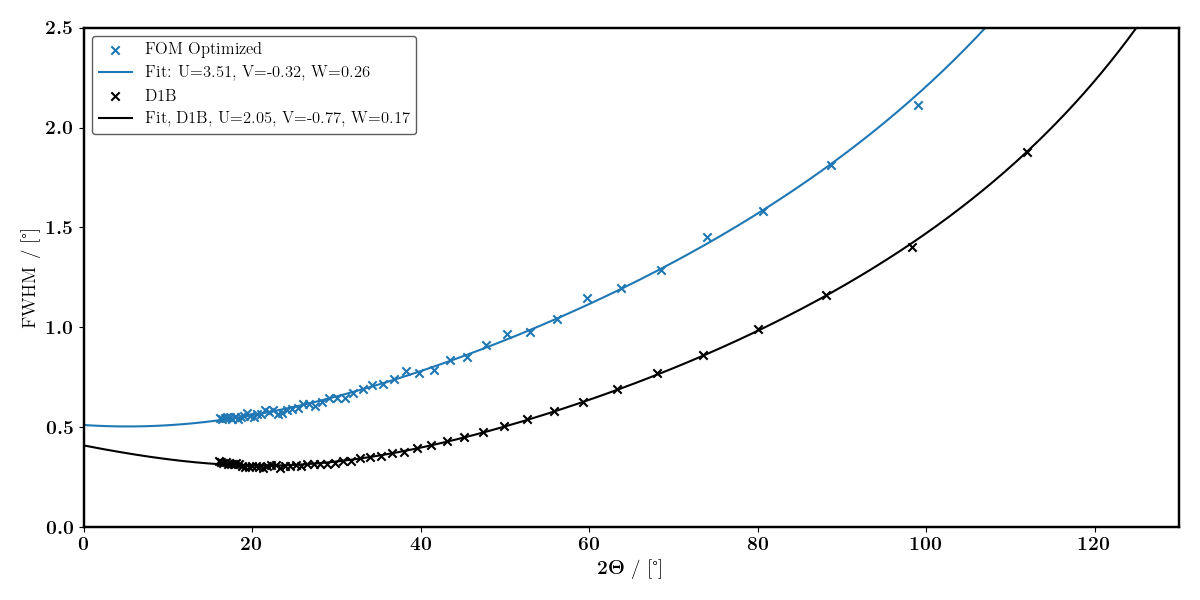 2.5
2.0
1.5
1.0
0.5
0.0
FWHM / [°]
FOM Optimized
Fit: U=3.51, V=-0.32, W=0.26
D1B
Fit, D1B, U=2.05, V=-0.77, W=0.17
0 20 40 60 80 100 120
2Θ / [°]